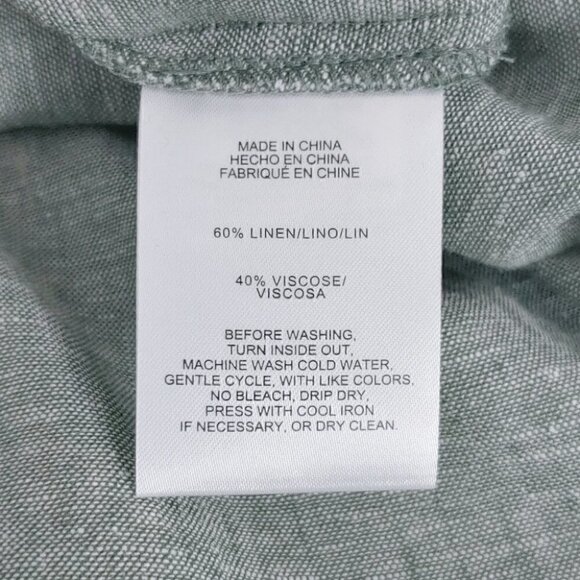 MADE IN CHINA
HECHO EN CHINA
FABRIQUÉ EN CHINE
60% LINEN/LINO/LIN
40% VISCOSE/
VISCOSA
BEFORE WASHING,
TURN INSIDE OUT,
MACHINE WASH COLD WATER,
GENTLE CYCLE, WITH LIKE COLORS,
NO BLEACH, DRIP DRY,
PRESS WITH COOL IRON
IF NECESSARY, OR DRY CLEAN.